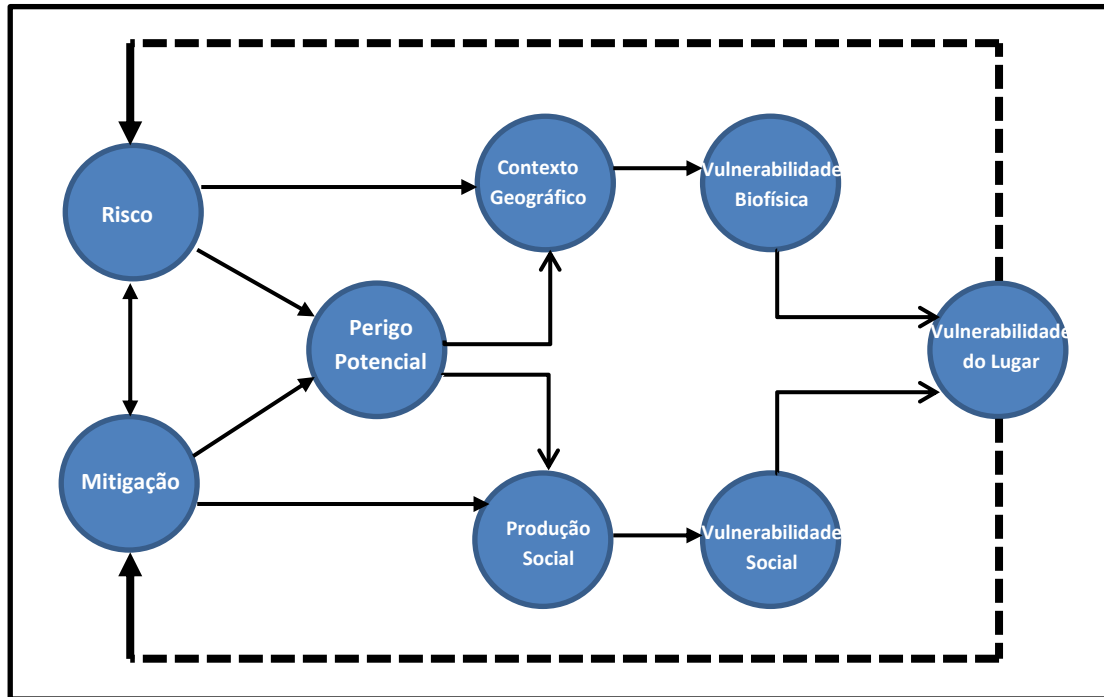 Risco
Contexto
Geográfico
Vulnerabilidade
Biofísica
Perigo
Potencial
Vulnerabilidade
do Lugar
Mitigação
Produção
Social
Vulnerabilidade
Social